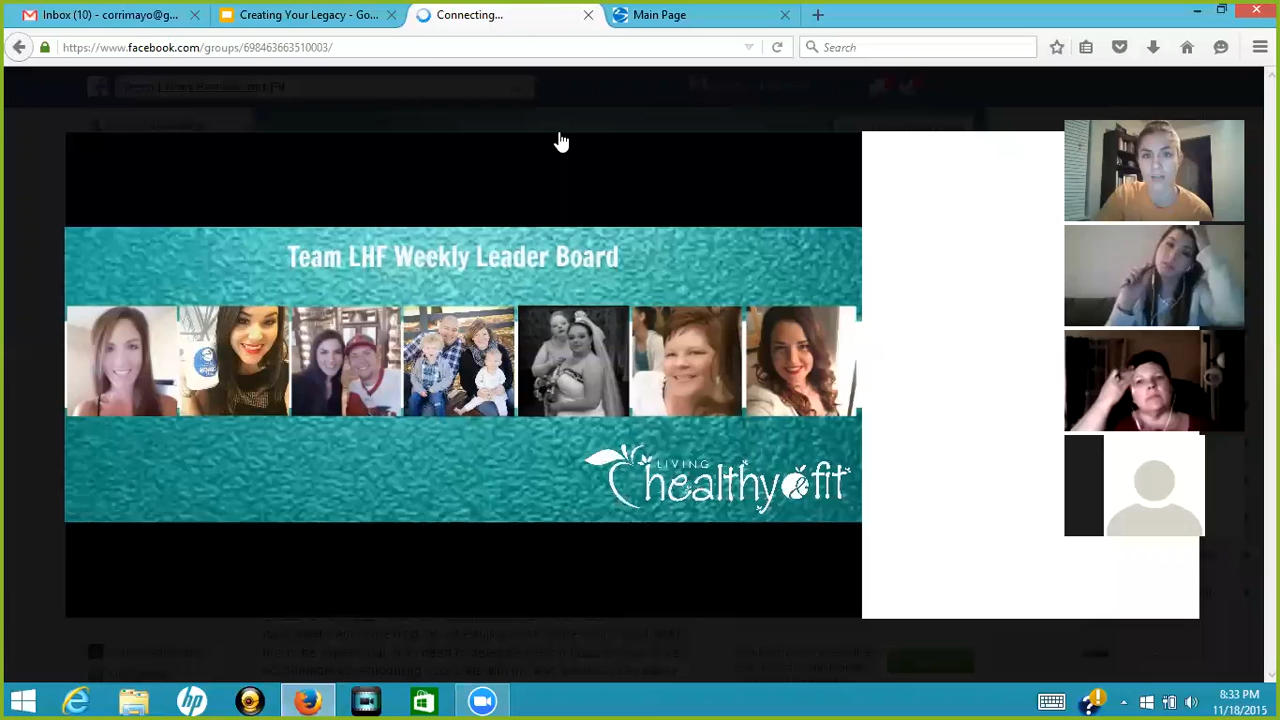 Inbox (10) - corrimayo@g...
Creating Your Legacy - Go...
Connecting...
Main Page
https://www.facebook.com/groups/698463663510003/
Search
Team LHF Weekly Leader Board
LIVING
healthy & fit
8:33 PM
11/18/2015